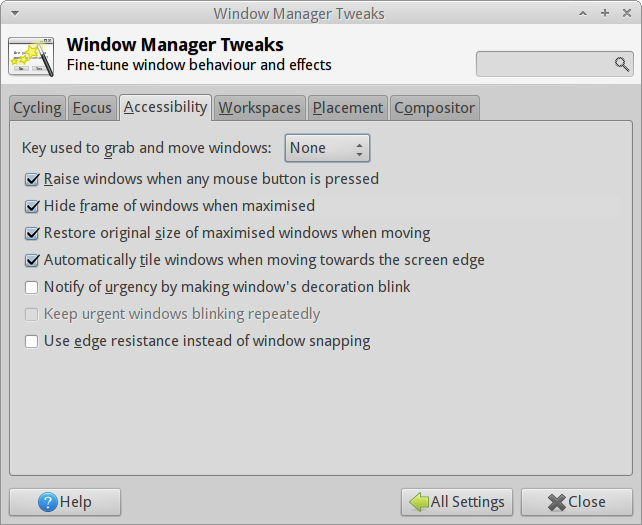 Window Manager Tweaks
Window Manager Tweaks
Fine-tune window behaviour and effects
Cycling Focus Accessibility Workspaces Placement Compositor
Key used to grab and move windows: None
Raise windows when any mouse button is pressed
Hide frame of windows when maximised
Restore original size of maximised windows when moving
Automatically tile windows when moving towards the screen edge
Notify of urgency by making window's decoration blink
Keep urgent windows blinking repeatedly
Use edge resistance instead of window snapping
Help All Settings Close